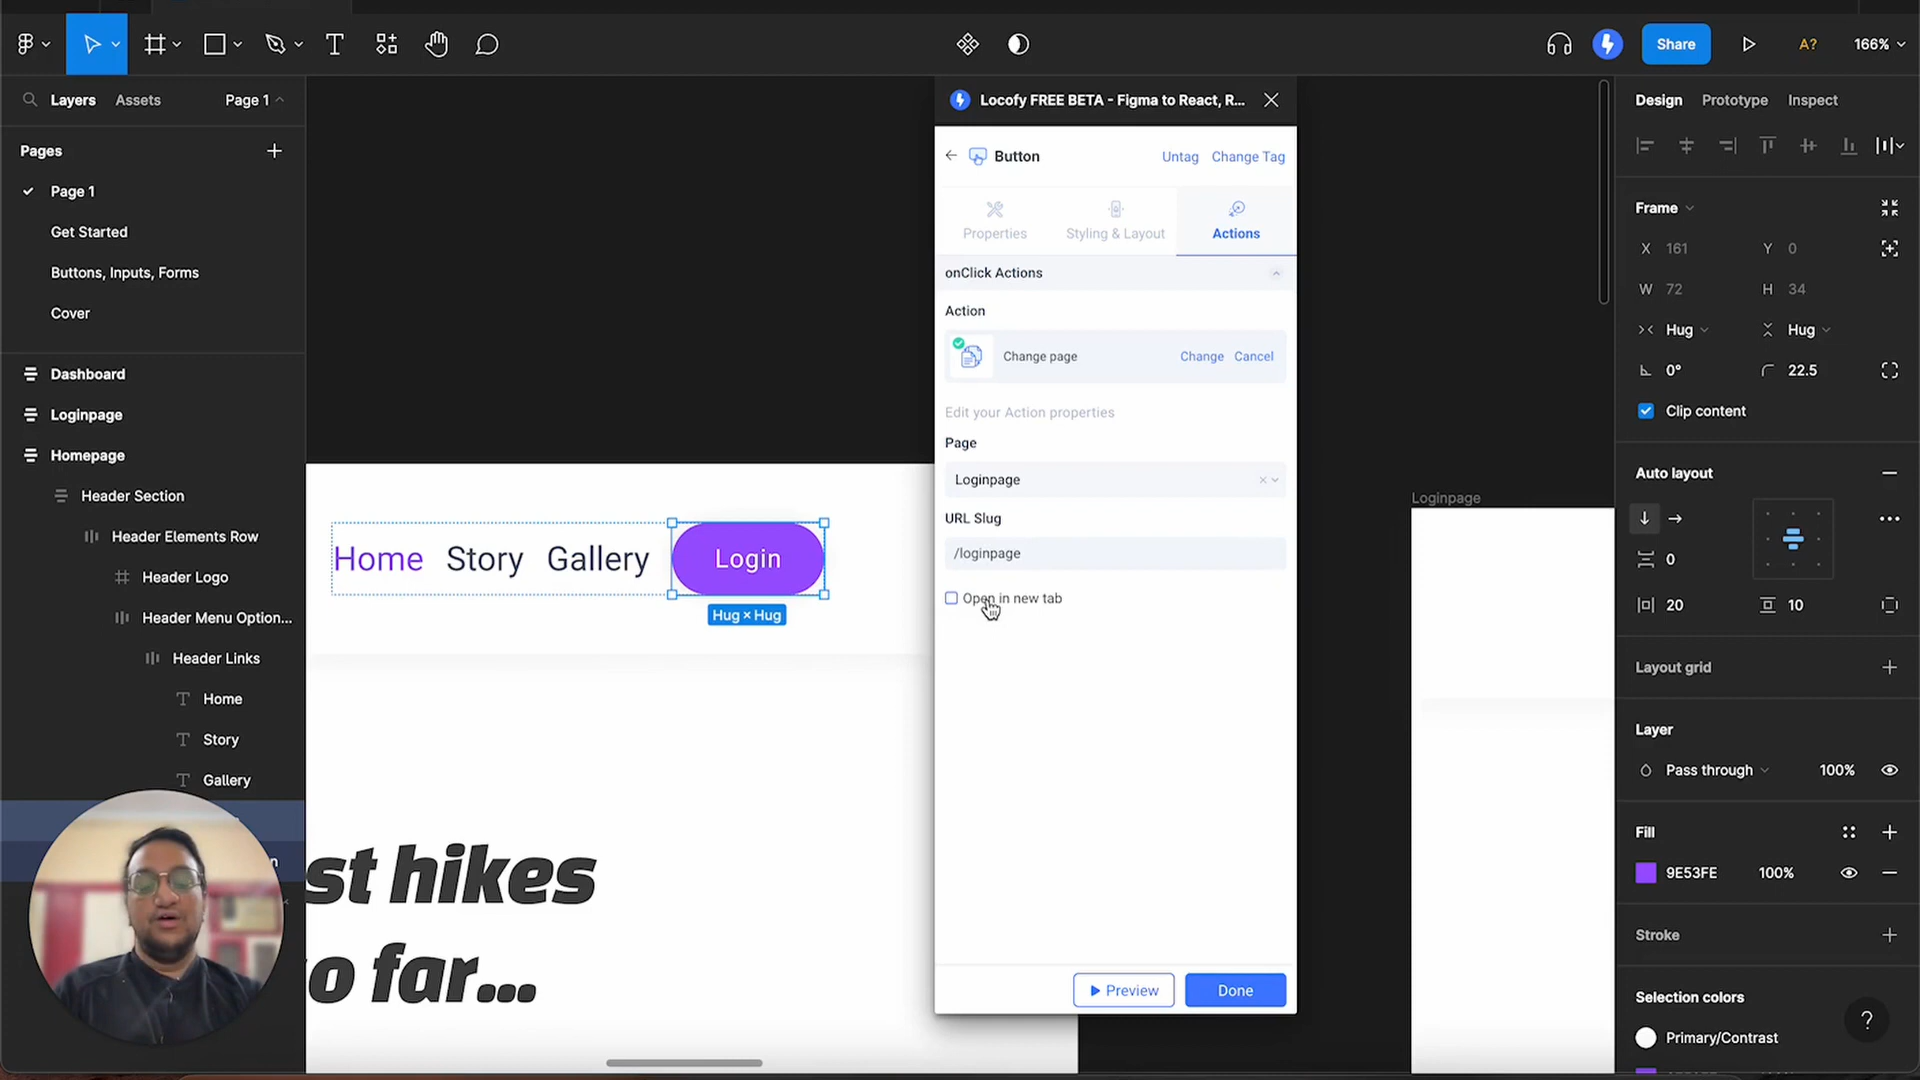 Share
A?
166%
Layers
Assets
Page 1
Locofy FREE BETA - Figma to React, R...
Design
Prototype
Inspect
Pages
Page 1
Get Started
Buttons, Inputs, Forms
Cover
Dashboard
Loginpage
Homepage
Header Section
Header Elements Row
Header Logo
Header Menu Option...
Header Links
Home
Story
Gallery
n
Home
Story
Gallery
Login
Hug × Hug
st hikes
o far...
Button
Untag
Change Tag
Properties
Styling & Layout
Actions
onClick Actions
Action
Change page
Change
Cancel
Edit your Action properties
Page
Loginpage
URL Slug
/loginpage
Open in new tab
Preview
Done
Loginpage
Frame
X 161
Y 0
W 72
H 34
Hug
Hug
0°
22.5
Clip content
Auto layout
0
20
10
Layout grid
Layer
Pass through
100%
Fill
9E53FE
100%
Stroke
Selection colors
Primary/Contrast
?